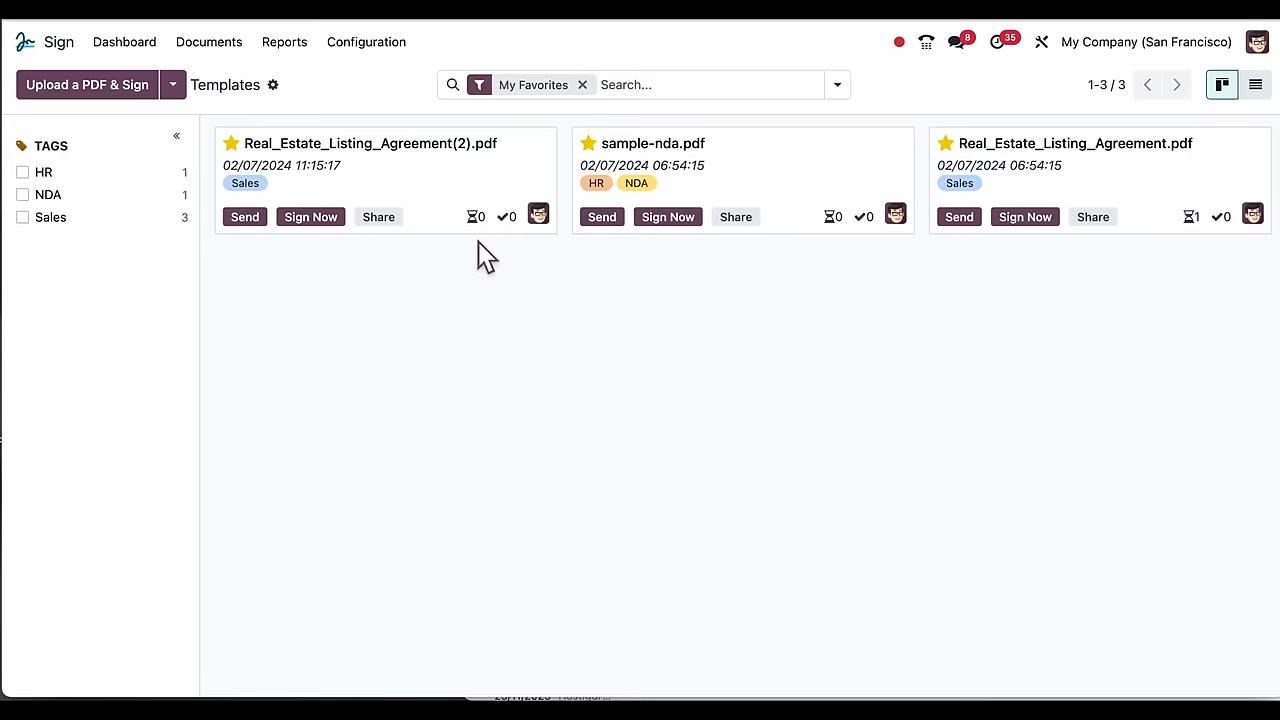 Sign Dashboard Documents Reports Configuration 8 35 My Company (San Francisco)
Upload a PDF & Sign Templates My Favorites Search... 1-3 / 3
TAGS
HR 1
NDA 1
Sales 3
Real_Estate_Listing_Agreement(2).pdf
02/07/2024 11:15:17
Sales
Send Sign Now Share 0 0
sample-nda.pdf
02/07/2024 06:54:15
HR NDA
Send Sign Now Share 0 0
Real_Estate_Listing_Agreement.pdf
02/07/2024 06:54:15
Sales
Send Sign Now Share 1 0